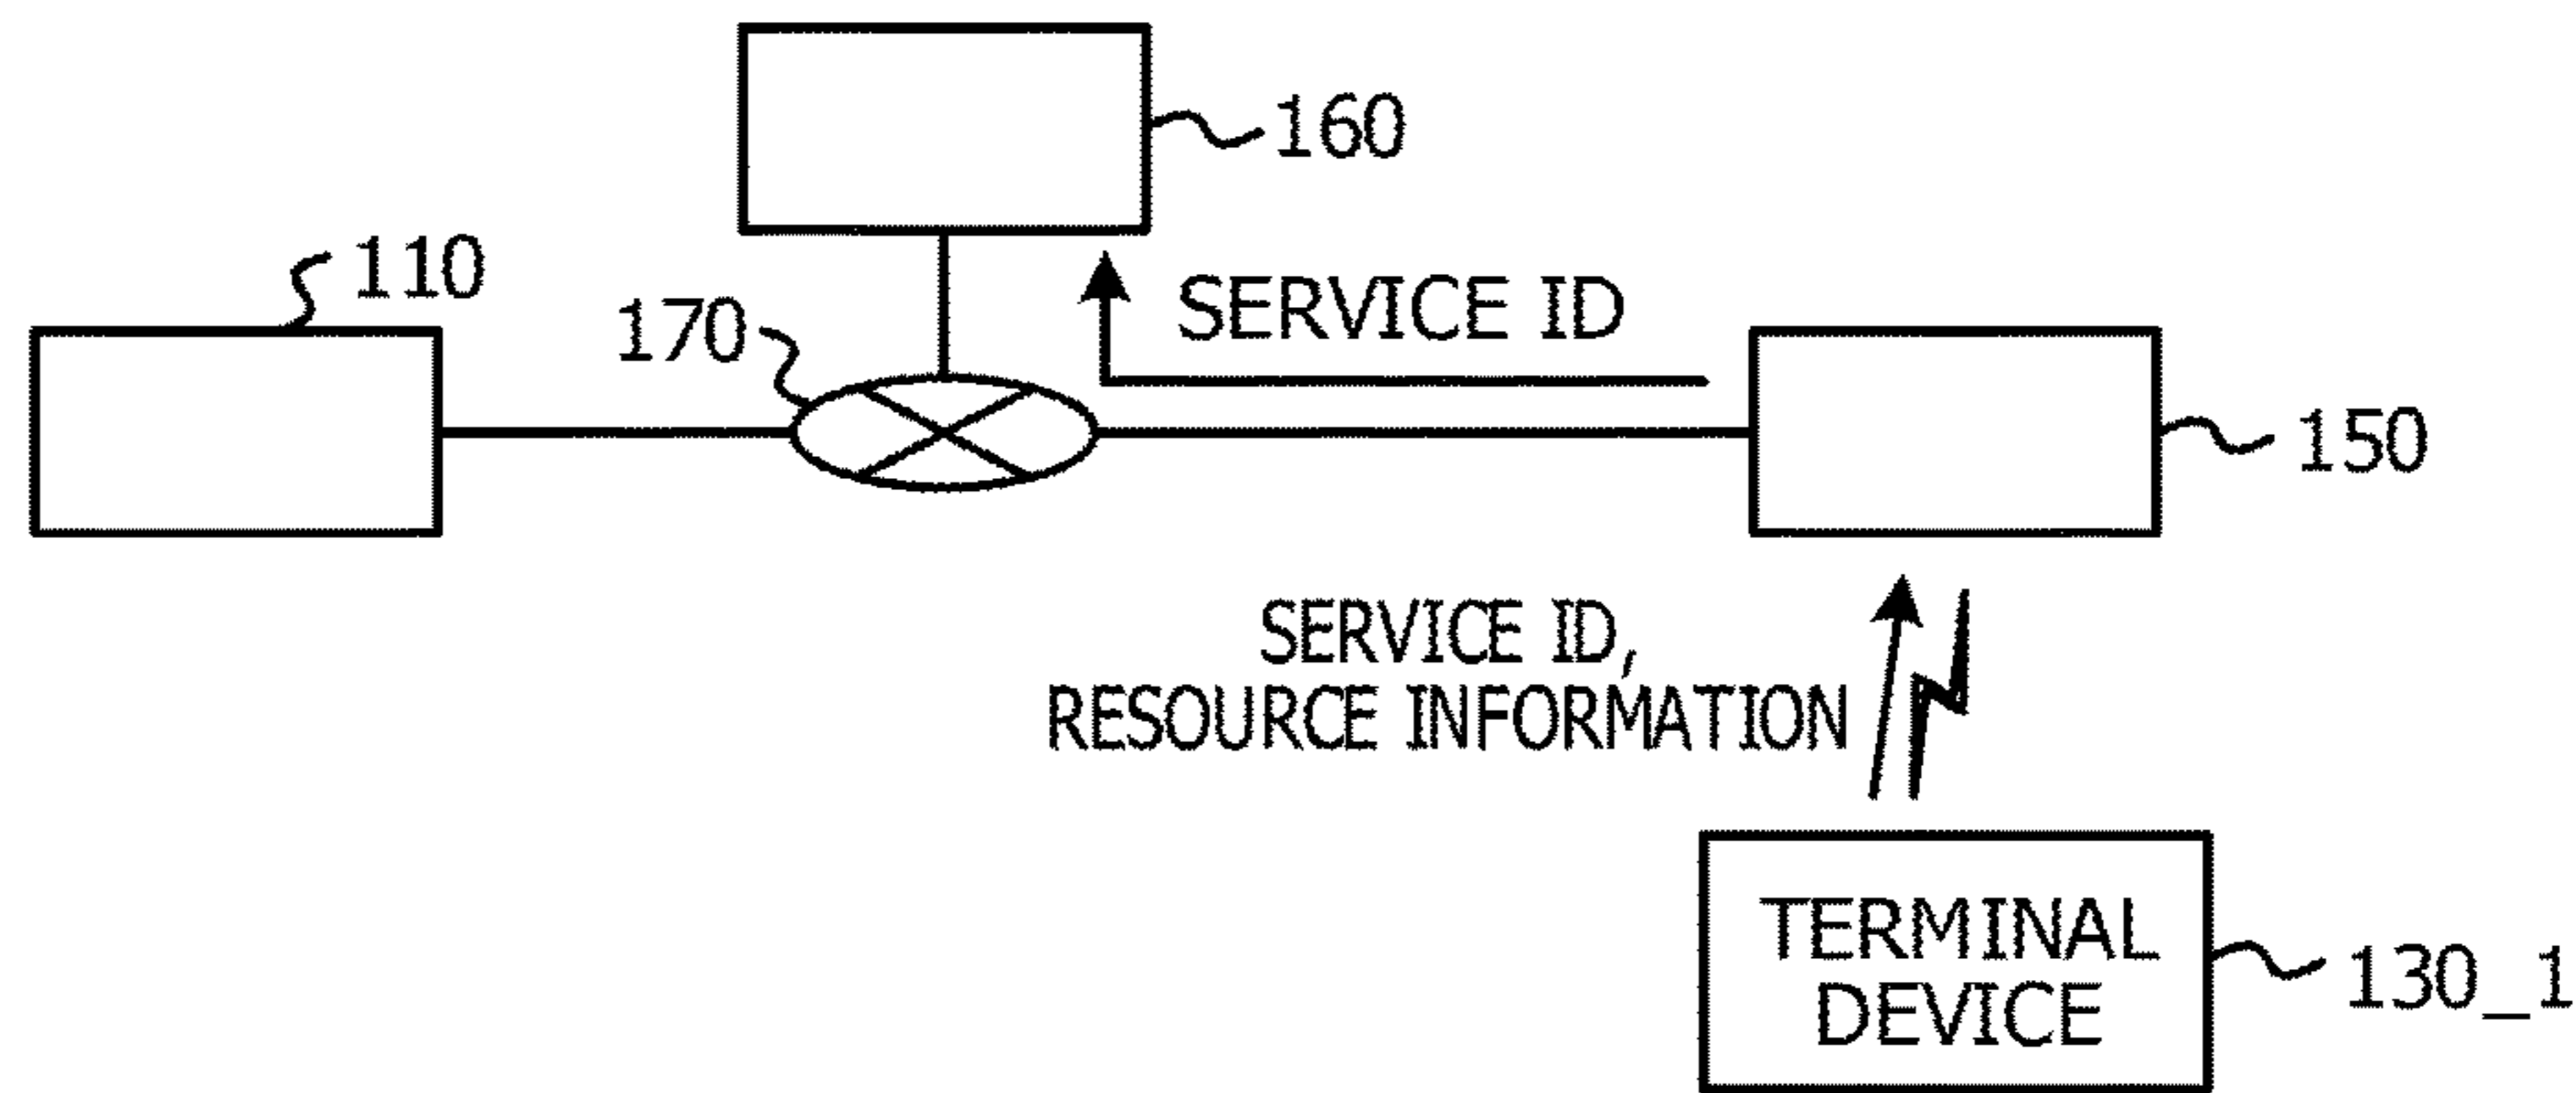 160
110
170
SERVICE ID
150
SERVICE ID,
RESOURCE INFORMATION
TERMINAL
DEVICE
130_1